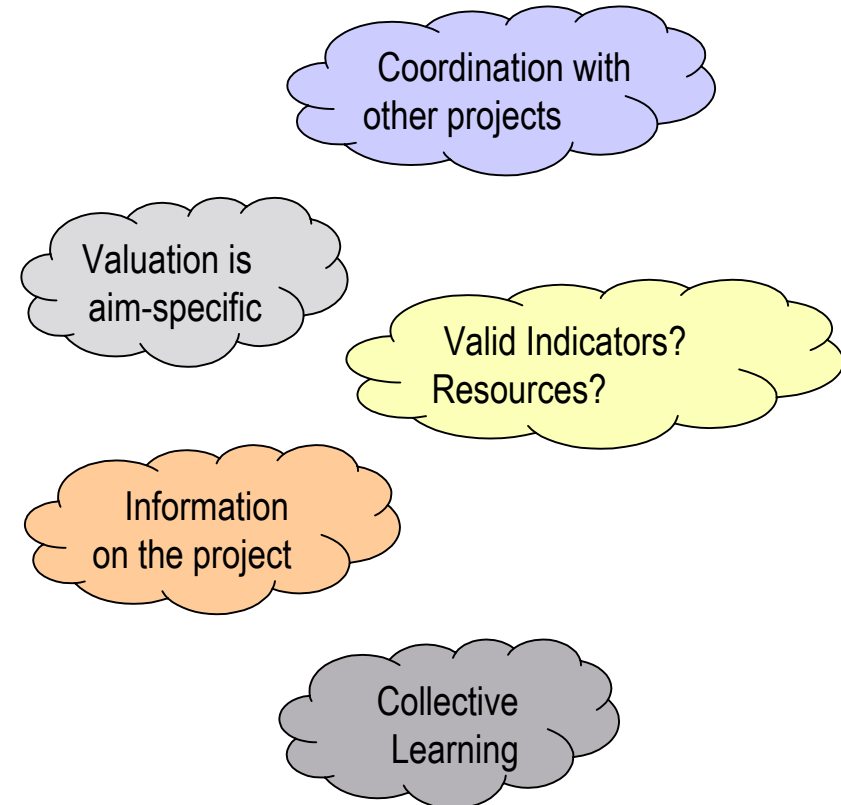 Coordination with
other projects
Valuation is
aim-specific
Valid Indicators?
Resources?
Information
on the project
Collective
Learning